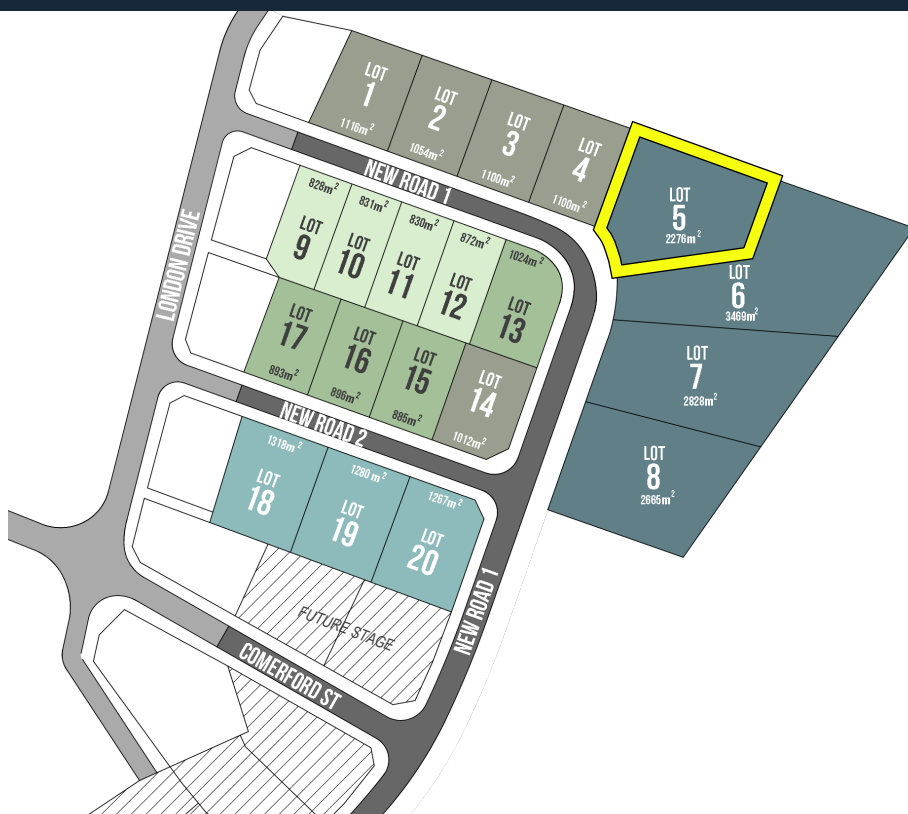 LOT
1
1116m²
LOT
2
1054m²
LOT
3
1100m²
LOT
4
1100m²
LOT
5
2276m²
LOT
6
3469m²
LOT
7
2828m²
LOT
8
2665m²
NEW ROAD 1
LONDON DRIVE
828m²
LOT
9
831m²
LOT
10
830m²
LOT
11
872m²
LOT
12
1024m²
LOT
13
LOT
17
893m²
LOT
16
896m²
LOT
15
885m²
LOT
14
1012m²
NEW ROAD 2
1318m²
LOT
18
1280 m²
LOT
19
1267m²
LOT
20
FUTURE STAGE
NEW ROAD 1
COMERFORD ST